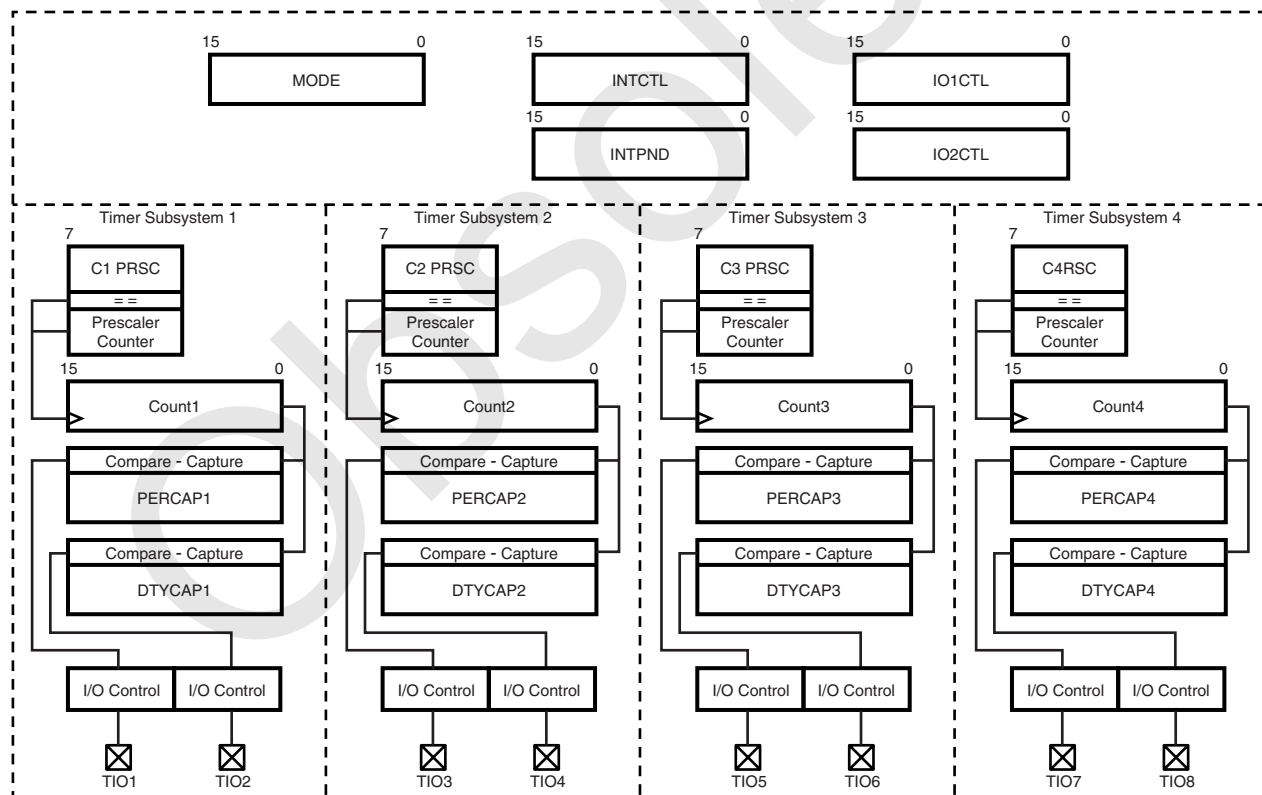 15 0 15 0 15 0
MODE INTCTL IO1CTL
15 0 15 0
INTPND IO2CTL
Timer Subsystem 1 Timer Subsystem 2 Timer Subsystem 3 Timer Subsystem 4
7 7 7 7
C1 PRSC C2 PRSC C3 PRSC C4RSC
= = = = = = = =
Prescaler Prescaler Prescaler Prescaler
Counter Counter Counter Counter
15 0 15 0 15 0 15 0
Count1 Count2 Count3 Count4
Compare - Capture Compare - Capture Compare - Capture Compare - Capture
PERCAP1 PERCAP2 PERCAP3 PERCAP4
Compare - Capture Compare - Capture Compare - Capture Compare - Capture
DTYCAP1 DTYCAP2 DTYCAP3 DTYCAP4
I/O Control I/O Control I/O Control I/O Control I/O Control I/O Control I/O Control I/O Control
TIO1 TIO2 TIO3 TIO4 TIO5 TIO6 TIO7 TIO8
Obsole